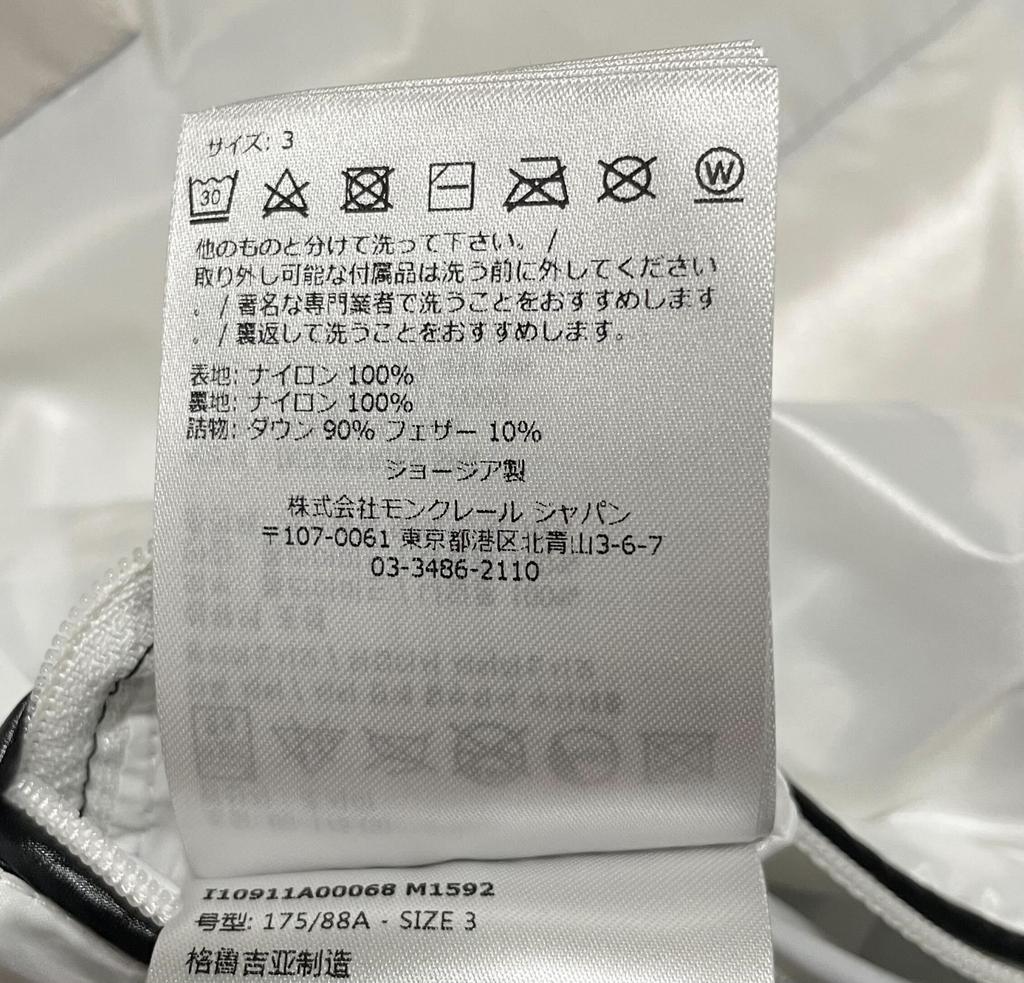 サイズ: 3
30
W
他のものと分けて洗って下さい。 /
取り外し可能な付属品は洗う前に外してください
。 / 著名な専門業者で洗うことをおすすめします
。 / 裏返して洗うことをおすすめします。
表地: ナイロン 100%
裏地: ナイロン 100%
詰物: ダウン 90% フェザー 10%
ジョージア製
株式会社モンクレール ジャパン
〒107-0061 東京都港区北青山3-6-7
03-3486-2110
I10911A00068 M1592
号型: 175/88A - SIZE 3
格鲁吉亚制造